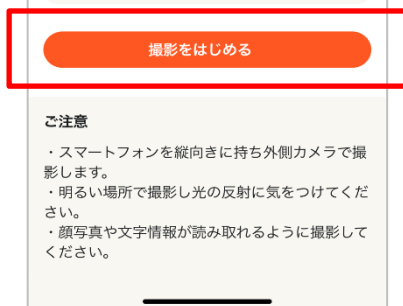 撮影をはじめる
ご注意
・スマートフォンを縦向きに持ち外側カメラで撮
影します。
・明るい場所で撮影し光の反射に気をつけてくだ
さい。
・顔写真や文字情報が読み取れるように撮影して
ください。